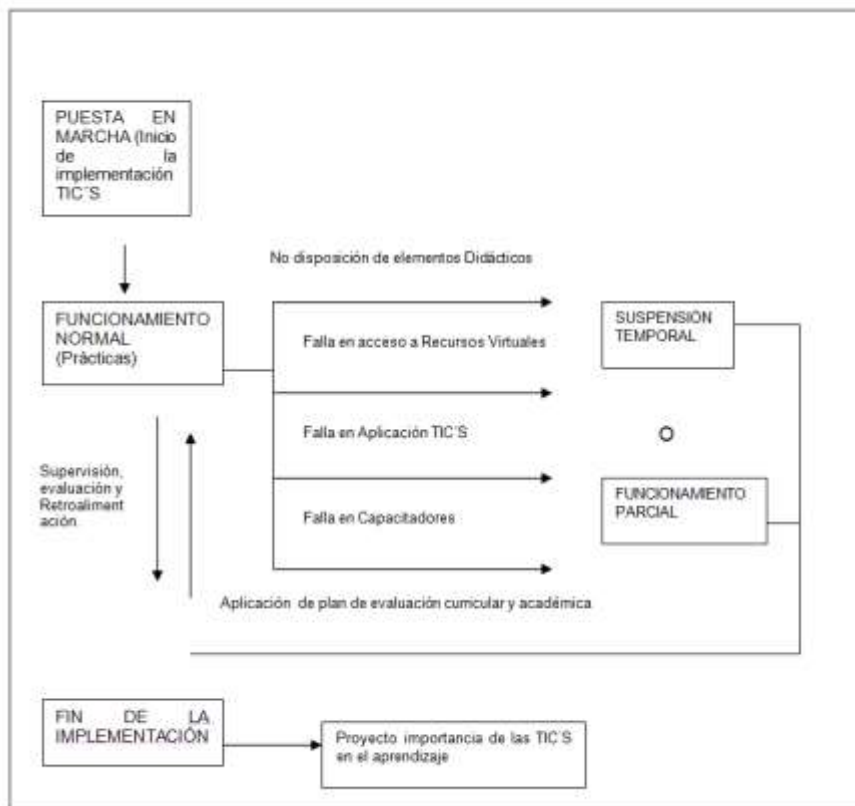 PUESTA EN
MARCHA (Inicio
de la
implementación
TIC´S
No disposición de elementos Didácticos
FUNCIONAMIENTO
NORMAL
(Prácticas)
Falla en acceso a Recursos Virtuales
SUSPENSIÓN
TEMPORAL
Falla en Aplicación TIC´S
O
Supervisión,
evaluación y
Retroaliment
ación
Falla en Capacitadores
FUNCIONAMIENTO
PARCIAL
Aplicación de plan de evaluación curricular y académica
FIN DE LA
IMPLEMENTACIÓN
Proyecto importancia de las TIC´S
en el aprendizaje